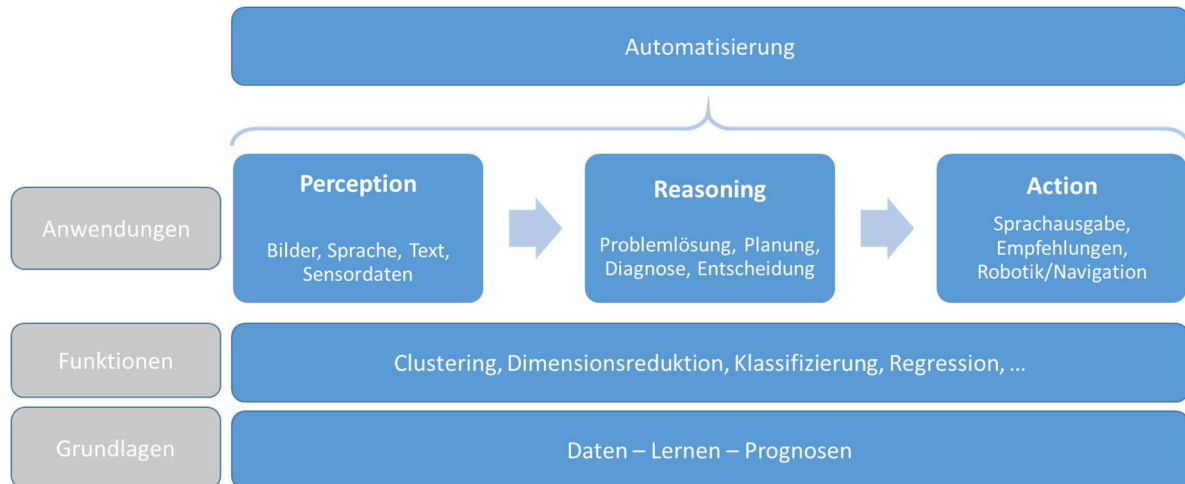 Automatisierung
Anwendungen
Perception
Bilder, Sprache, Text,
Sensordaten
Reasoning
Problemlösung, Planung,
Diagnose, Entscheidung
Action
Sprachausgabe,
Empfehlungen,
Robotik/Navigation
Funktionen
Clustering, Dimensionsreduktion, Klassifizierung, Regression, ...
Grundlagen
Daten – Lernen – Prognosen